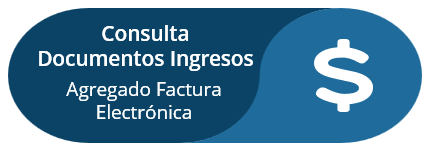 Consulta
Documentos Ingresos
Agregado Factura
Electrónica
$